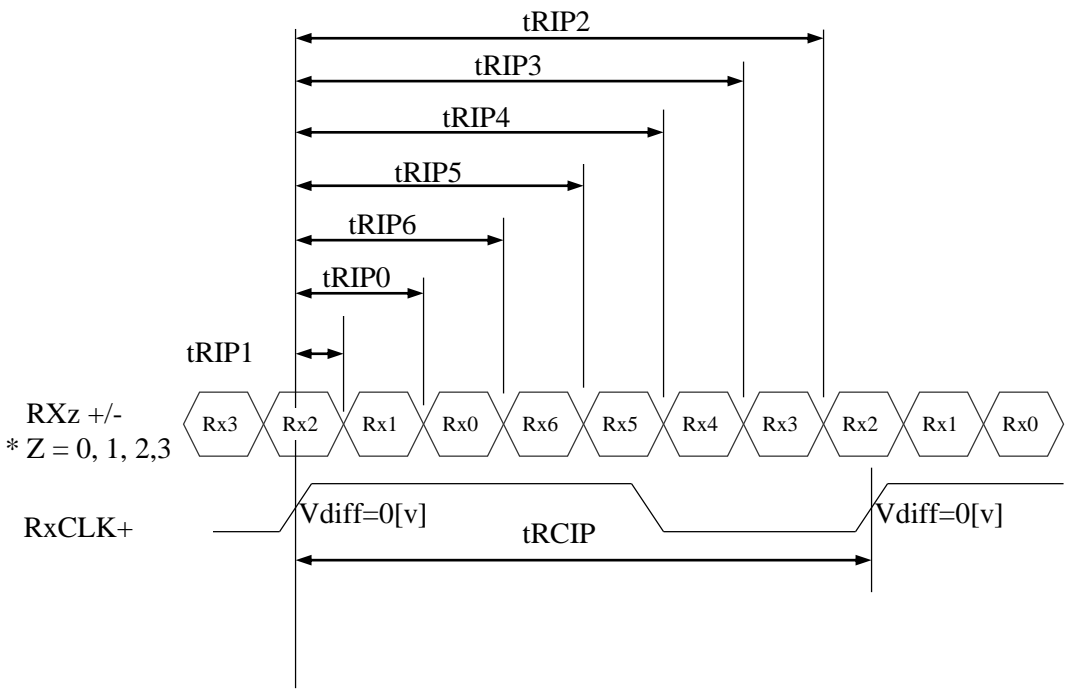 tRIP2
tRIP3
tRIP4
tRIP5
tRIP6
tRIP0
tRIP1
RXz +/-
* Z = 0, 1, 2,3
Rx3 Rx2 Rx1 Rx0 Rx6 Rx5 Rx4 Rx3 Rx2 Rx1 Rx0
RxCLK+
Vdiff=0[v] Vdiff=0[v]
tRCIP